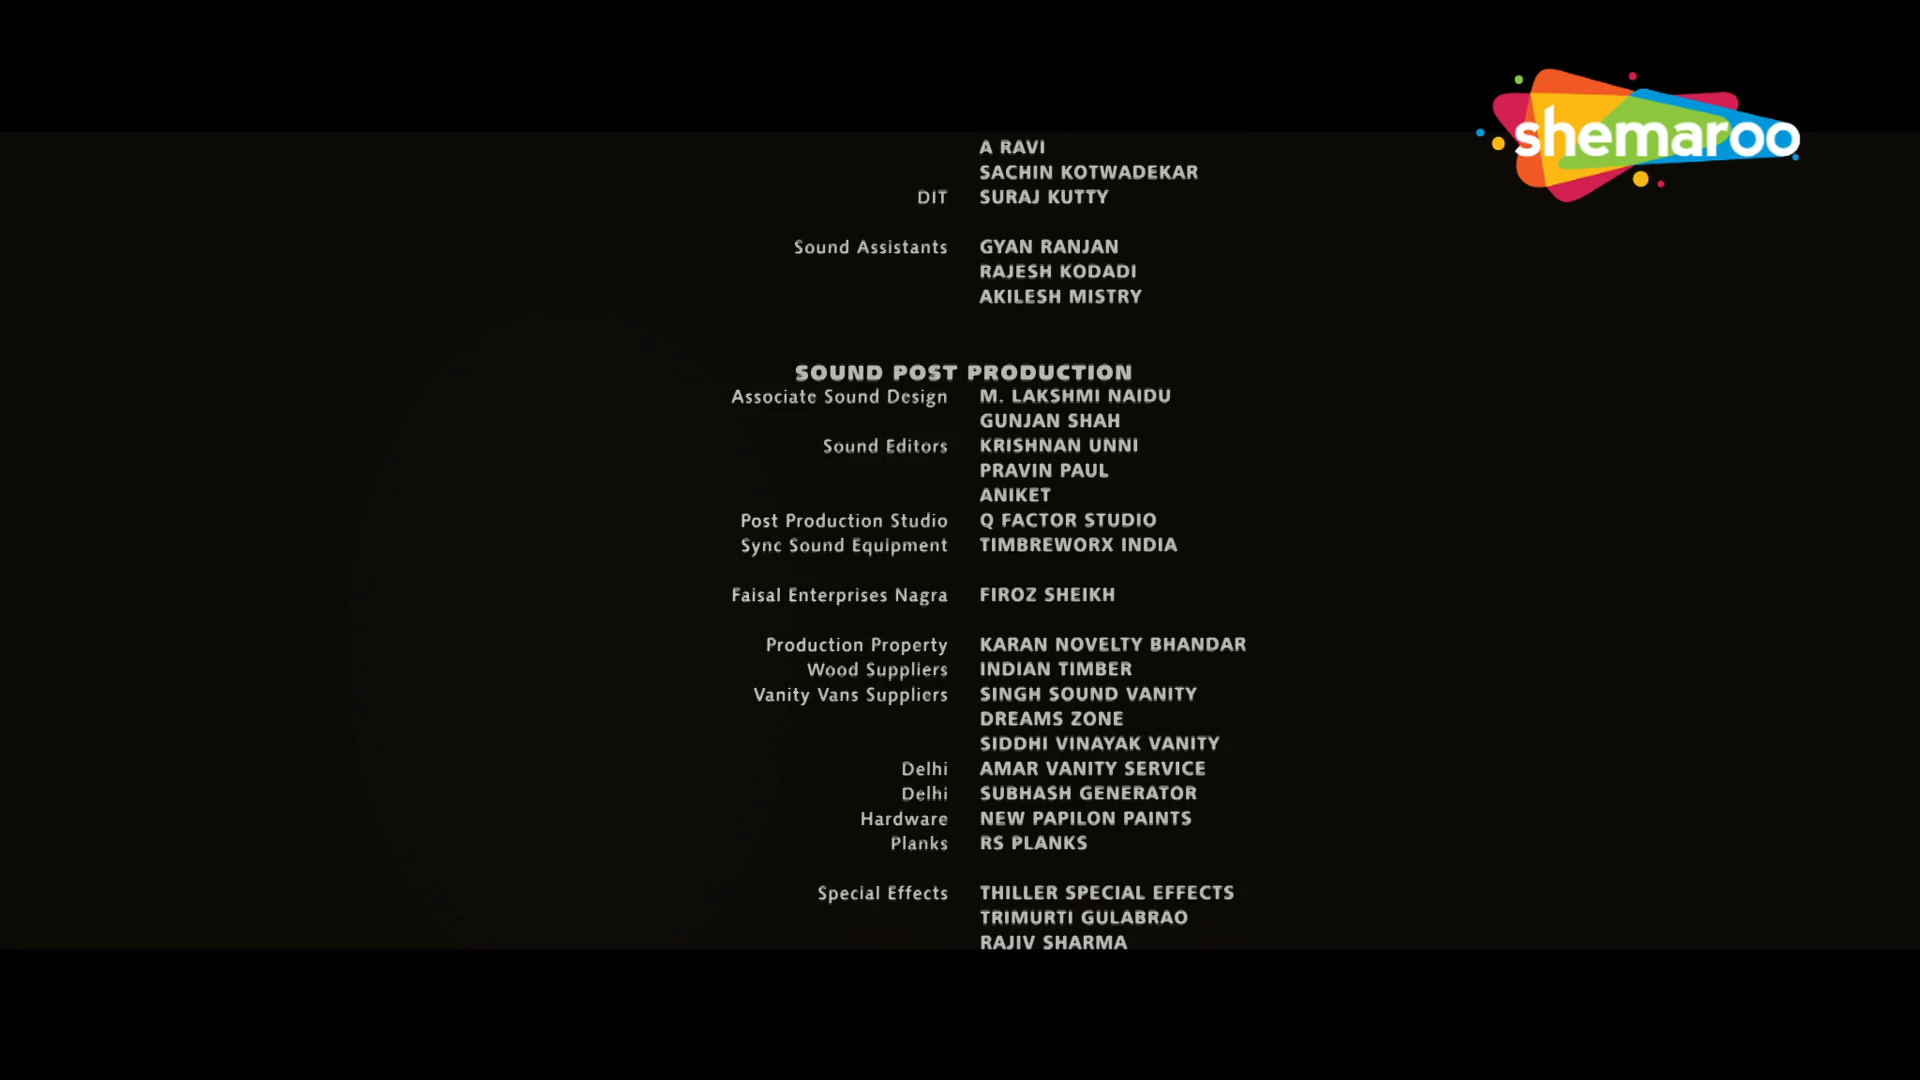 shemaroo
A RAVI
SACHIN KOTWADEKAR
DIT SURAJ KUTTY
Sound Assistants GYAN RANJAN
RAJESH KODADI
AKILESH MISTRY
SOUND POST PRODUCTION
Associate Sound Design M. LAKSHMI NAIDU
GUNJAN SHAH
Sound Editors KRISHNAN UNNI
PRAVIN PAUL
ANIKET
Post Production Studio Q FACTOR STUDIO
Sync Sound Equipment TIMBREWORX INDIA
Faisal Enterprises Nagra FIROZ SHEIKH
Production Property KARAN NOVELTY BHANDAR
Wood Suppliers INDIAN TIMBER
Vanity Vans Suppliers SINGH SOUND VANITY
DREAMS ZONE
SIDDHI VINAYAK VANITY
Delhi AMAR VANITY SERVICE
Delhi SUBHASH GENERATOR
Hardware NEW PAPILON PAINTS
Planks RS PLANKS
Special Effects THILLER SPECIAL EFFECTS
TRIMURTI GULABRAO
RAJIV SHARMA